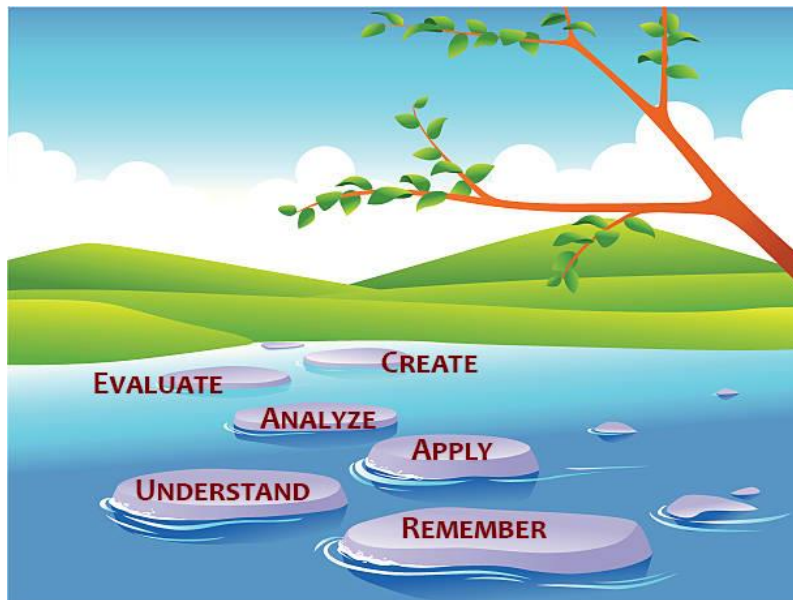 CREATE
EVALUATE
ANALYZE
APPLY
UNDERSTAND
REMEMBER